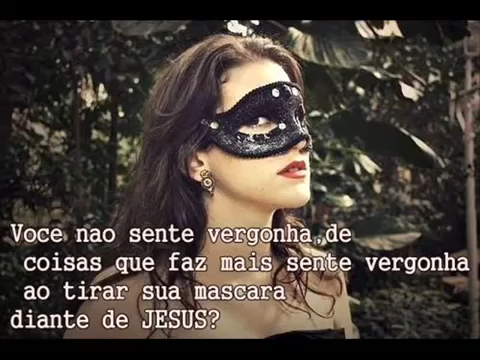 Voce nao sente vergonha,de
coisas que faz mais sente vergonha
ao tirar sua mascara
diante de JESUS?